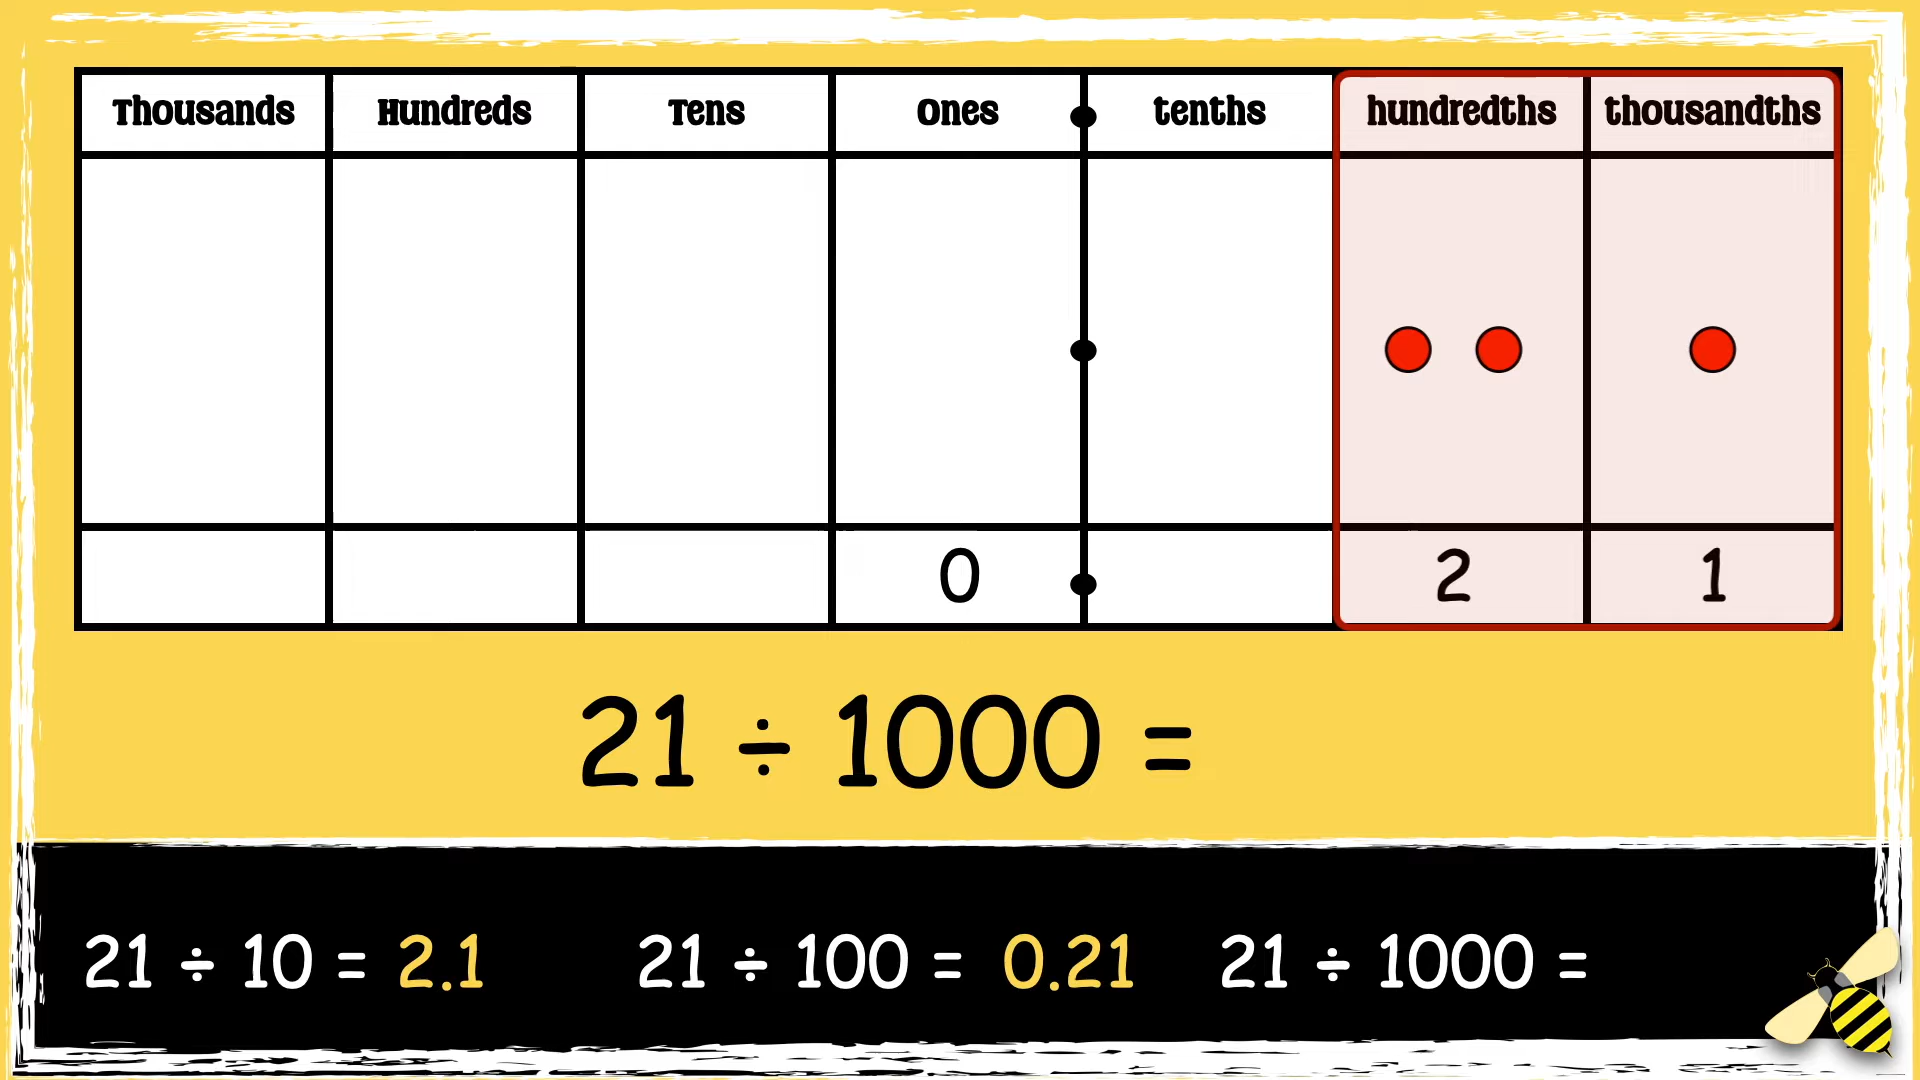 Thousands Hundreds Tens Ones tenths hundredths thousandths
0 2 1
21 ÷ 1000 =
21 ÷ 10 = 2.1 21 ÷ 100 = 0.21 21 ÷ 1000 =